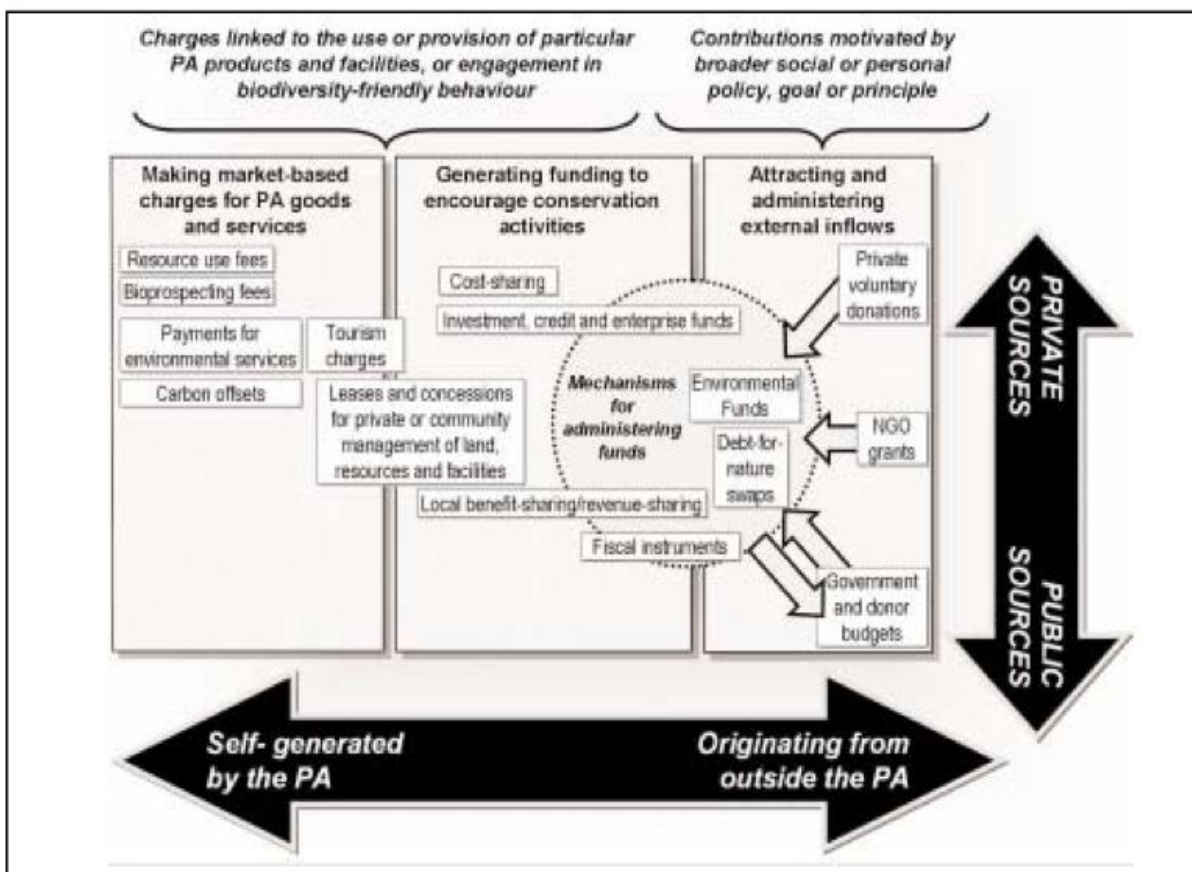 Charges linked to the use or provision of particular
PA products and facilities, or engagement in
biodiversity-friendly behaviour
Contributions motivated by
broader social or personal
policy, goal or principle
Making market-based
charges for PA goods
and services
Resource use fees
Bioprospecting fees
Payments for
environmental services
Tourism
charges
Carbon offsets
Generating funding to
encourage conservation
activities
Cost-sharing
Investment, credit and enterprise funds
Leases and concessions
for private or community
management of land,
resources and facilities
Local benefit-sharing/revenue-sharing
Fiscal instruments
Mechanisms
for
administering
funds
Attracting and
administering
external inflows
Private
voluntary
donations
Environmental
Funds
Debt-for-
nature
swaps
NGO
grants
Government
and donor
budgets
PRIVATE
SOURCES
PUBLIC
SOURCES
Self- generated
by the PA
Originating from
outside the PA